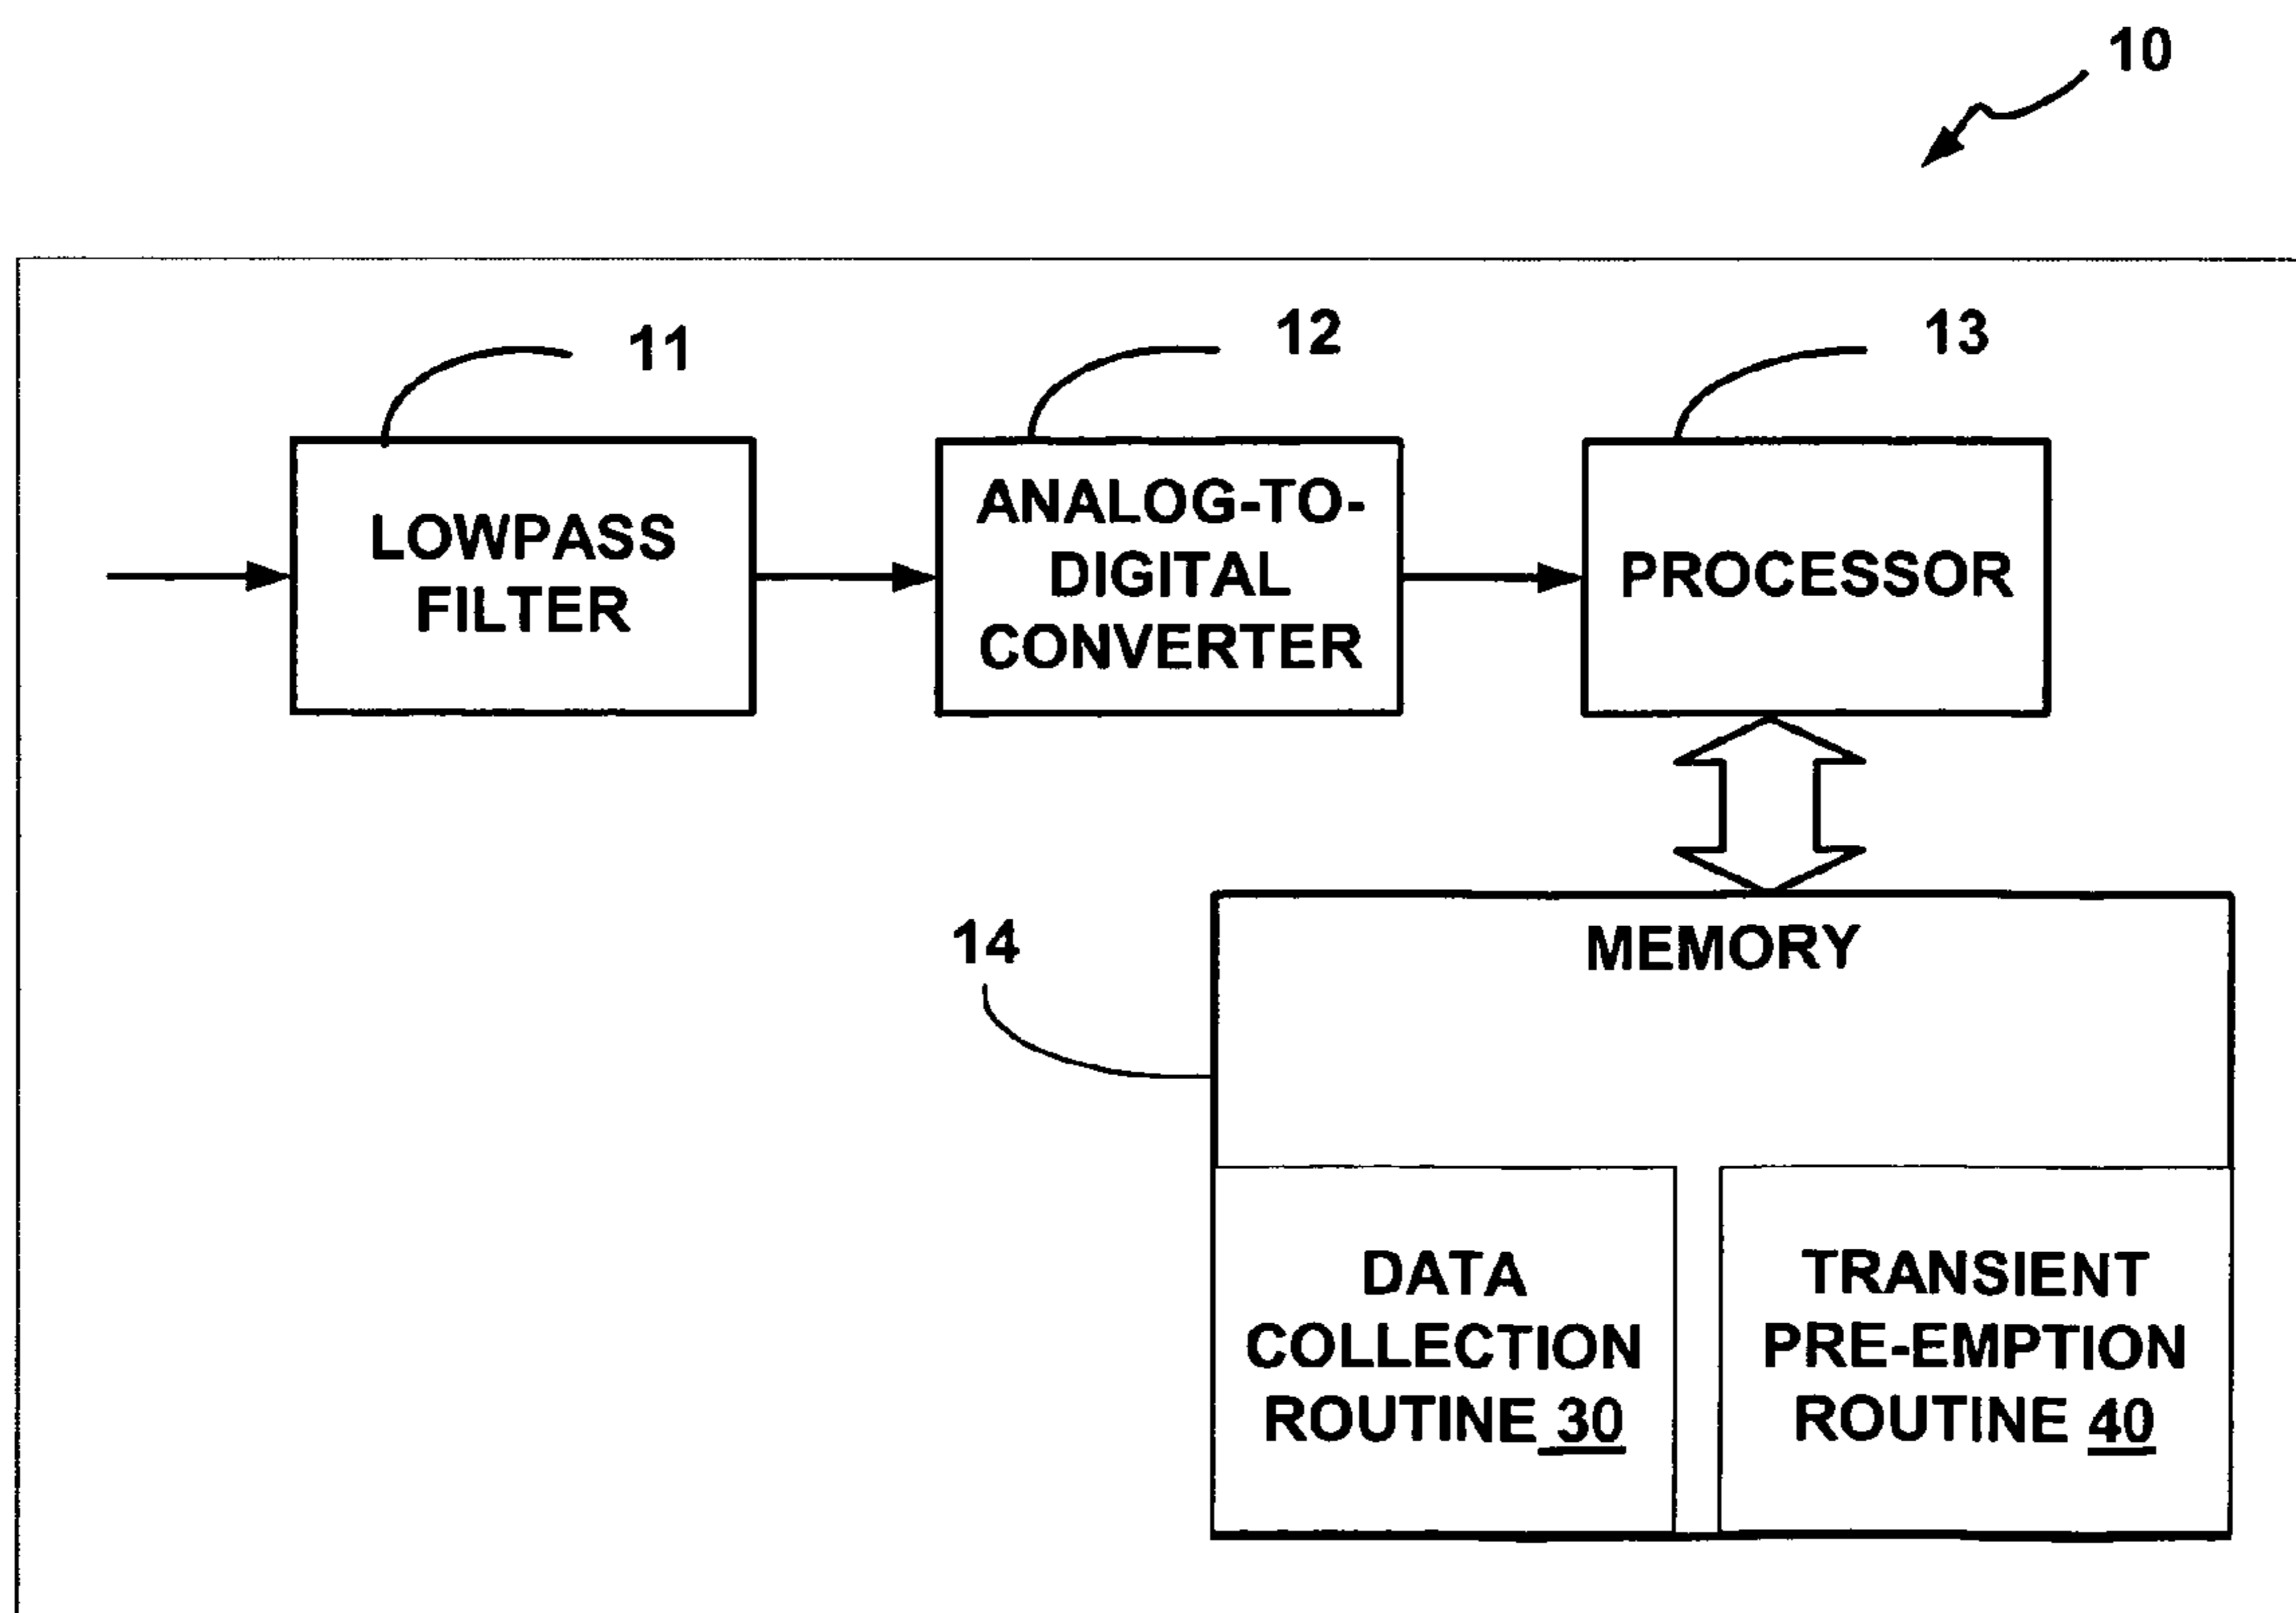 10
11
12
13
LOWPASS
FILTER
ANALOG-TO-
DIGITAL
CONVERTER
PROCESSOR
14
MEMORY
DATA
COLLECTION
ROUTINE 30
TRANSIENT
PRE-EMPTION
ROUTINE 40